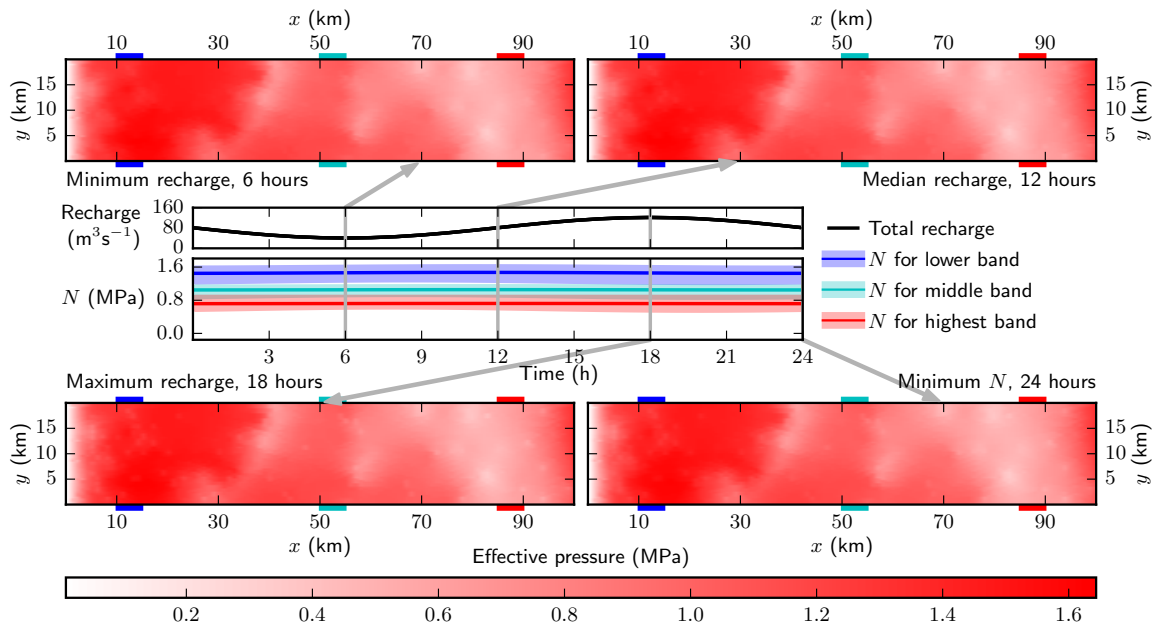 x (km)
x (km)
10 30 50 70 90
10 30 50 70 90
y (km)
15
10
5
15
10
5
y (km)
Minimum recharge, 6 hours
Median recharge, 12 hours
Recharge
(m³s⁻¹)
160
80
0
Total recharge
N for lower band
N for middle band
N for highest band
N (MPa)
1.6
0.8
0.0
3 6 9 12 15 18 21 24
Time (h)
Maximum recharge, 18 hours
Minimum N, 24 hours
y (km)
15
10
5
15
10
5
y (km)
10 30 50 70 90
10 30 50 70 90
x (km)
x (km)
Effective pressure (MPa)
0.2 0.4 0.6 0.8 1.0 1.2 1.4 1.6